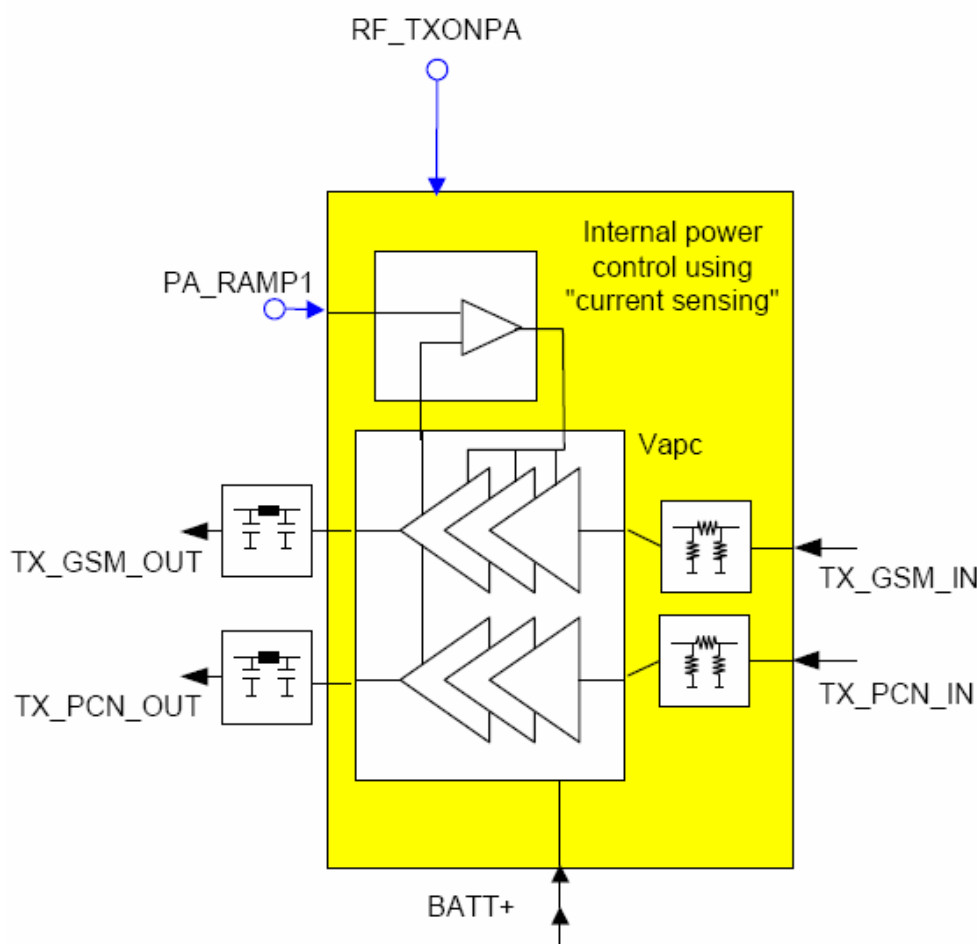 RF_TXONPA
Internal power
control using
"current sensing"
PA_RAMP1
Vapc
TX_GSM_OUT
TX_GSM_IN
TX_PCN_OUT
TX_PCN_IN
BATT+